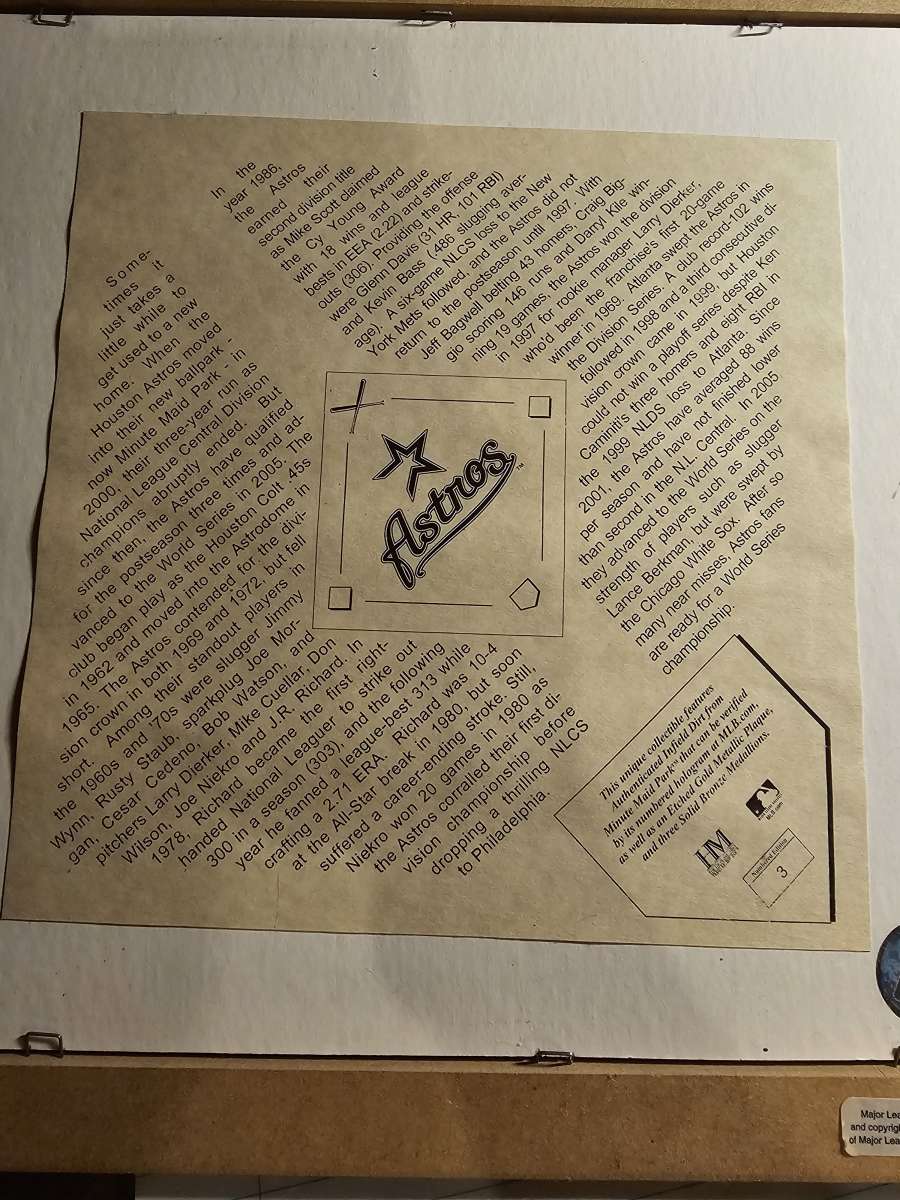 Some-
times it
just takes a
little while to
get used to a new
home. When the
Houston Astros moved
into their new ballpark -
now Minute Maid Park - in
2000, their three-year run as
National League Central Division
champions abruptly ended. But
since then, the Astros have qualified
for the postseason three times and ad-
vanced to the World Series in 2005. The
club began play as the Houston Colt .45s
in 1962 and moved into the Astrodome in
1965. The Astros contended for the divi-
sion crown in both 1969 and 1972, but fell
short. Among their standout players in
the 1960s and '70s were slugger Jimmy
Wynn, Rusty Staub, sparkplug Joe Mor-
gan, Cesar Cedeno, Bob Watson, and
pitchers Larry Dierker, Mike Cuellar, Don
Wilson, Joe Niekro and J.R. Richard. In
1978, Richard became the first right-
handed National Leaguer to strike out
300 in a season (303), and the following
year he fanned a league-best 313 while
crafting a 2.71 ERA. Richard was 10-4
at the All-Star break in 1980, but soon
suffered a career-ending stroke. Still,
Niekro won 20 games in 1980 as
the Astros corralled their first di-
vision championship before
dropping a thrilling NLCS
to Philadelphia.
In the
year 1986,
the Astros
earned their
second division title
as Mike Scott claimed
the Cy Young Award
with 18 wins and league
bests in EEA (2.22) and strike-
outs (306). Providing the offense
were Glenn Davis (31 HR, 101 RBI)
and Kevin Bass (.486 slugging aver-
age). A six-game NLCS loss to the New
York Mets followed, and the Astros did not
return to the postseason until 1997. With
Jeff Bagwell belting 43 homers, Craig Big-
gio scoring 146 runs and Darryl Kile win-
ning 19 games, the Astros won the division
in 1997 for rookie manager Larry Dierker,
who'd been the franchise's first 20-game
winner in 1969. Atlanta swept the Astros in
the Division Series. A club record-102 wins
followed in 1998 and a third consecutive di-
vision crown came in 1999, but Houston
could not win a playoff series despite Ken
Caminiti's three homers and eight RBI in
the 1999 NLDS loss to Atlanta. Since
2001, the Astros have averaged 88 wins
per season and have not finished lower
than second in the N.L. Central. In 2005
they advanced to the World Series on the
strength of players such as slugger
Lance Berkman, but were swept by
the Chicago White Sox. After so
many near misses, Astros fans
are ready for a World Series
championship.
Astros™
This unique collectible features
Authenticated Infield Dirt from
Minute Maid Park™ that can be verified
by its numbered hologram at MLB.com,
as well as an Etched Gold Metallic Plaque,
and three Solid Bronze Medallions.
HM
MLB.com
Numbered Edition
3
Major Lea
and copyrig
of Major Lea